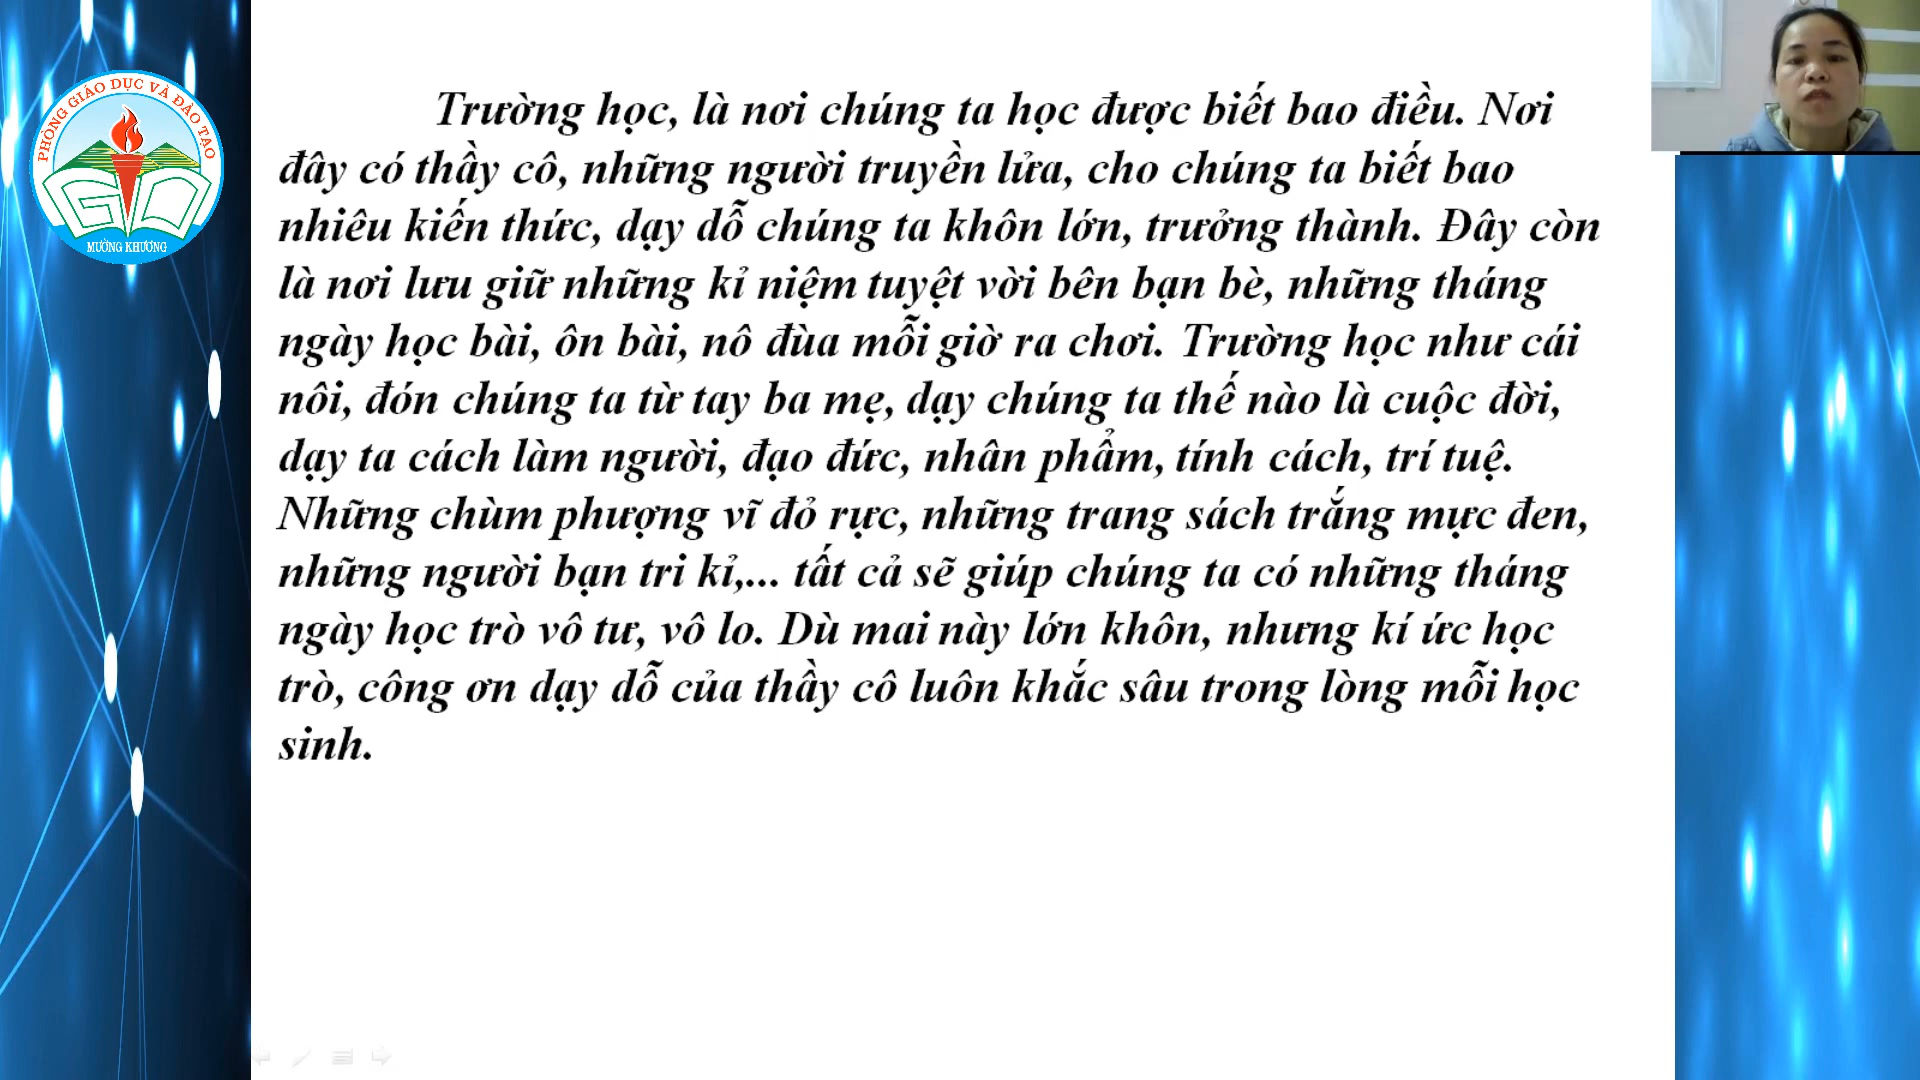 PHÒNG GIÁO DỤC VÀ ĐÀO TẠO
MƯỜNG KHƯƠNG
Trường học, là nơi chúng ta học được biết bao điều. Nơi
đây có thầy cô, những người truyền lửa, cho chúng ta biết bao
nhiêu kiến thức, dạy dỗ chúng ta khôn lớn, trưởng thành. Đây còn
là nơi lưu giữ những kỉ niệm tuyệt vời bên bạn bè, những tháng
ngày học bài, ôn bài, nô đùa mỗi giờ ra chơi. Trường học như cái
nôi, đón chúng ta từ tay ba mẹ, dạy chúng ta thế nào là cuộc đời,
dạy ta cách làm người, đạo đức, nhân phẩm, tính cách, trí tuệ.
Những chùm phượng vĩ đỏ rực, những trang sách trắng mực đen,
những người bạn tri kỉ,... tất cả sẽ giúp chúng ta có những tháng
ngày học trò vô tư, vô lo. Dù mai này lớn khôn, nhưng kí ức học
trò, công ơn dạy dỗ của thầy cô luôn khắc sâu trong lòng mỗi học
sinh.